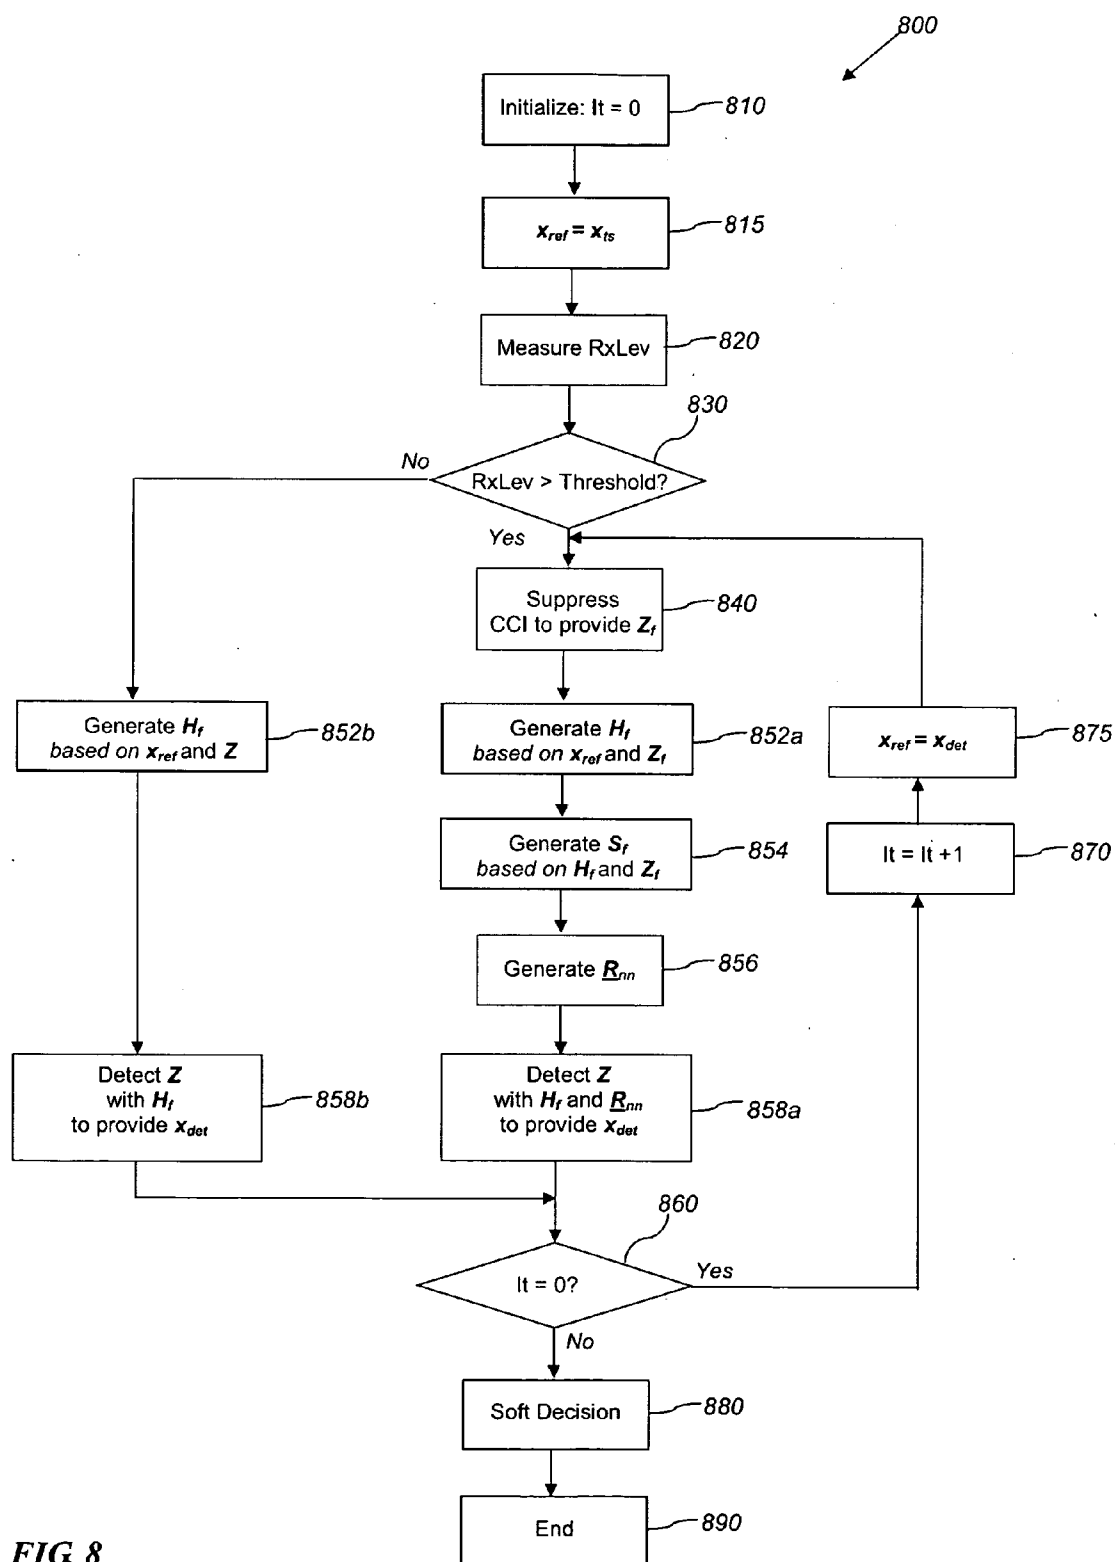 800
Initialize: It = 0
810
x_ref = x_ts
815
Measure RxLev
820
830
RxLev > Threshold?
No
Yes
Suppress
CCI to provide Z_f
840
Generate H_f
based on x_ref and Z
852b
Generate H_f
based on x_ref and Z_f
852a
x_ref = x_det
875
Generate S_f
based on H_f and Z_f
854
It = It +1
870
Generate R_nn
856
Detect Z
with H_f
to provide x_det
858b
Detect Z
with H_f and R_nn
to provide x_det
858a
860
It = 0?
Yes
No
Soft Decision
880
End
890
FIG. 8